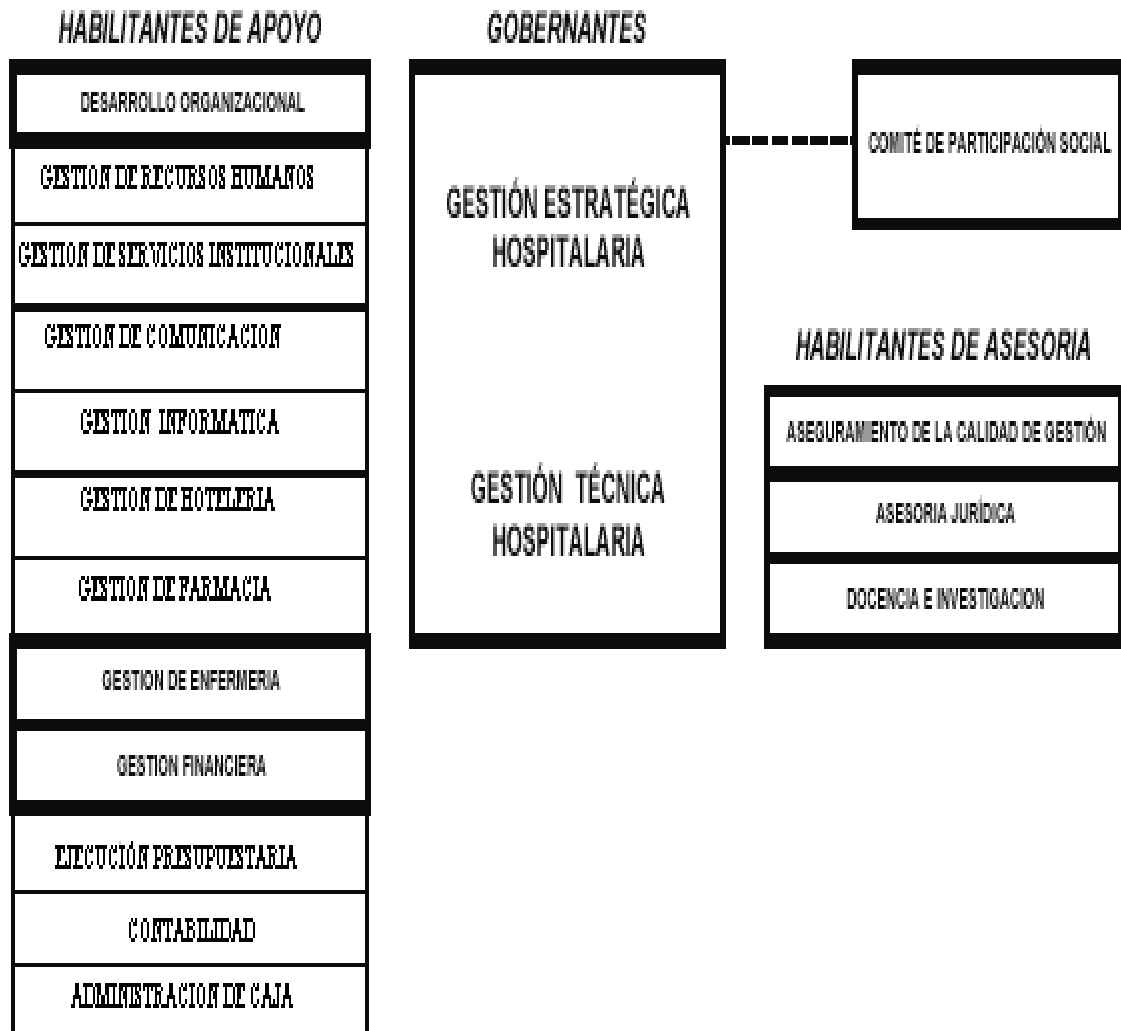 HABILITANTES DE APOYO
DESARROLLO ORGANIZACIONAL
GESTION DE RECURSOS HUMANOS
GESTION DE SERVICIOS INSTITUCIONALES
GESTION DE COMUNICACION
GESTION INFORMATICA
GESTION DE HOTELERIA
GESTION DE FARMACIA
GESTION DE ENFERMERIA
GESTION FINANCIERA
EJECUCIÓN PRESUPUESTARIA
CONTABILIDAD
ADMINISTRACION DE CAJA
GOBERNANTES
GESTIÓN ESTRATÉGICA
HOSPITALARIA
GESTIÓN TÉCNICA
HOSPITALARIA
COMITÉ DE PARTICIPACIÓN SOCIAL
HABILITANTES DE ASESORIA
ASEGURAMIENTO DE LA CALIDAD DE GESTIÓN
ASESORIA JURÍDICA
DOCENCIA E INVESTIGACION